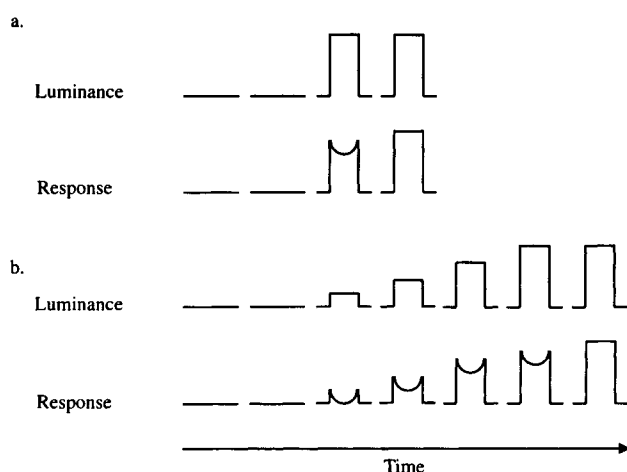 a.
Luminance
Response
b.
Luminance
Response
Time